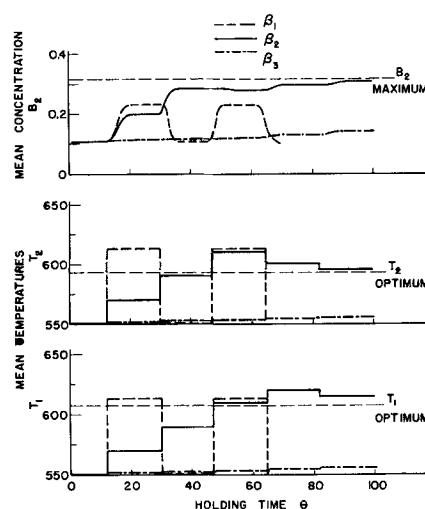 β₁
β₂
β₃
MEAN CONCENTRATION
B₂
0.4
0.2
0
B₂
MAXIMUM
MEAN TEMPERATURES
T₂
650
600
550
T₂
OPTIMUM
T₁
650
600
550
T₁
OPTIMUM
0 20 40 60 80 100
HOLDING TIME θ